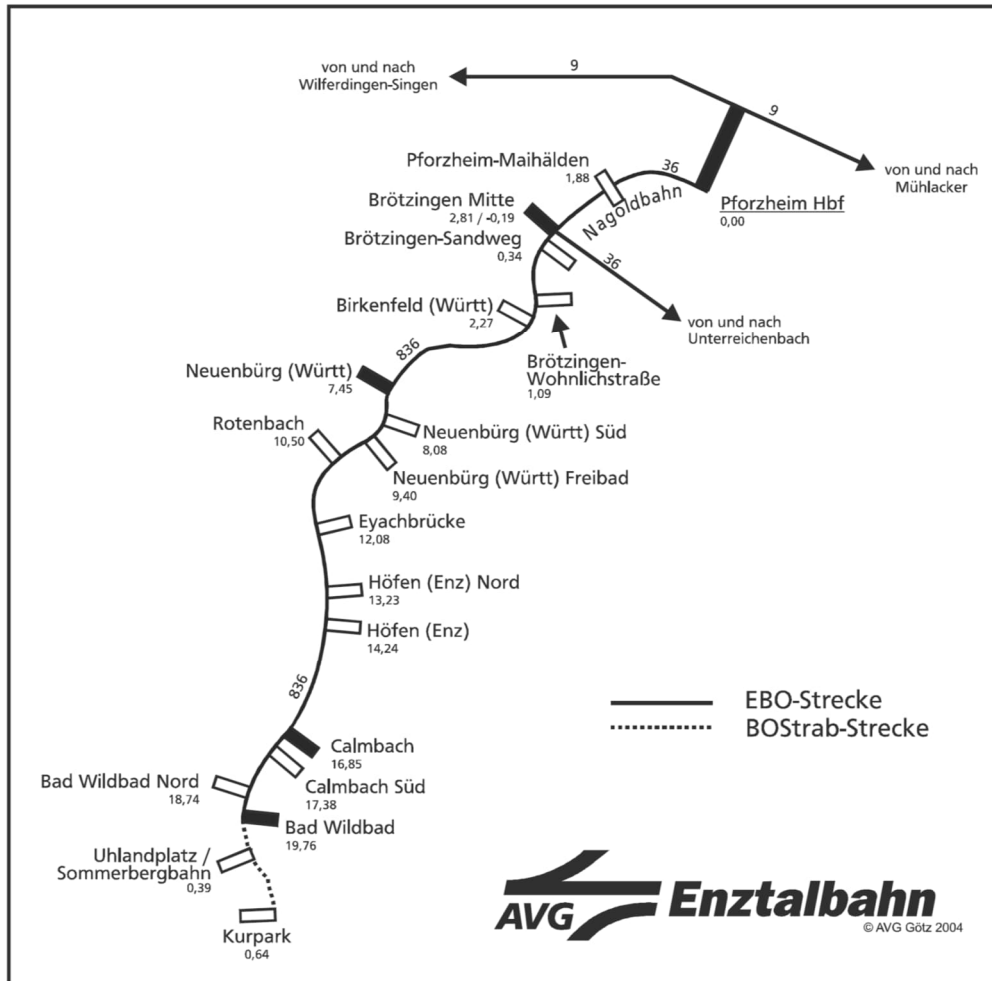 von und nach
Wilferdingen-Singen
9
9
von und nach
Mühlacker
Pforzheim-Maihälden
1,88
36
Nagoldbahn
Pforzheim Hbf
0,00
Brötzingen Mitte
2,81 / -0,19
Brötzingen-Sandweg
0,34
36
von und nach
Unterreichenbach
Birkenfeld (Württ)
2,27
Brötzingen-
Wohnlichstraße
1,09
836
Neuenbürg (Württ)
7,45
Rotenbach
10,50
Neuenbürg (Württ) Süd
8,08
Neuenbürg (Württ) Freibad
9,40
Eyachbrücke
12,08
Höfen (Enz) Nord
13,23
Höfen (Enz)
14,24
836
EBO-Strecke
BOStrab-Strecke
Calmbach
16,85
Bad Wildbad Nord
18,74
Calmbach Süd
17,38
Bad Wildbad
19,76
Uhlandplatz /
Sommerbergbahn
0,39
Kurpark
0,64
AVG Enztalbahn
© AVG Götz 2004